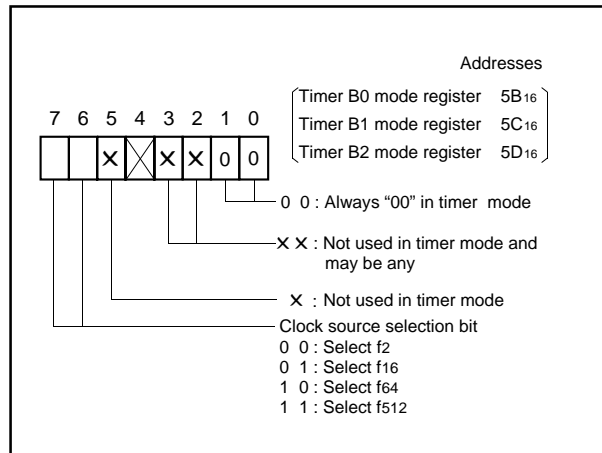 Addresses
Timer B0 mode register 5B16
Timer B1 mode register 5C16
Timer B2 mode register 5D16
7 6 5 4 3 2 1 0
× × × 0 0
0 0 : Always “00” in timer mode
× × : Not used in timer mode and
may be any
× : Not used in timer mode
Clock source selection bit
0 0 : Select f2
0 1 : Select f16
1 0 : Select f64
1 1 : Select f512